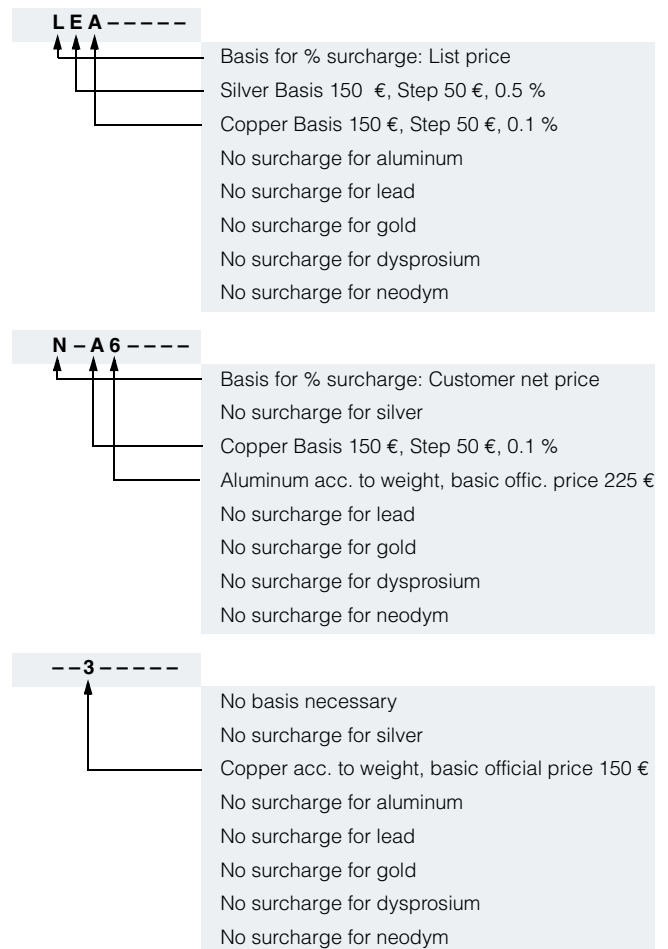 L E A – – – – –
Basis for % surcharge: List price
Silver Basis 150 €, Step 50 €, 0.5 %
Copper Basis 150 €, Step 50 €, 0.1 %
No surcharge for aluminum
No surcharge for lead
No surcharge for gold
No surcharge for dysprosium
No surcharge for neodym
N – A 6 – – – –
Basis for % surcharge: Customer net price
No surcharge for silver
Copper Basis 150 €, Step 50 €, 0.1 %
Aluminum acc. to weight, basic offic. price 225 €
No surcharge for lead
No surcharge for gold
No surcharge for dysprosium
No surcharge for neodym
– – 3 – – – – –
No basis necessary
No surcharge for silver
Copper acc. to weight, basic official price 150 €
No surcharge for aluminum
No surcharge for lead
No surcharge for gold
No surcharge for dysprosium
No surcharge for neodym